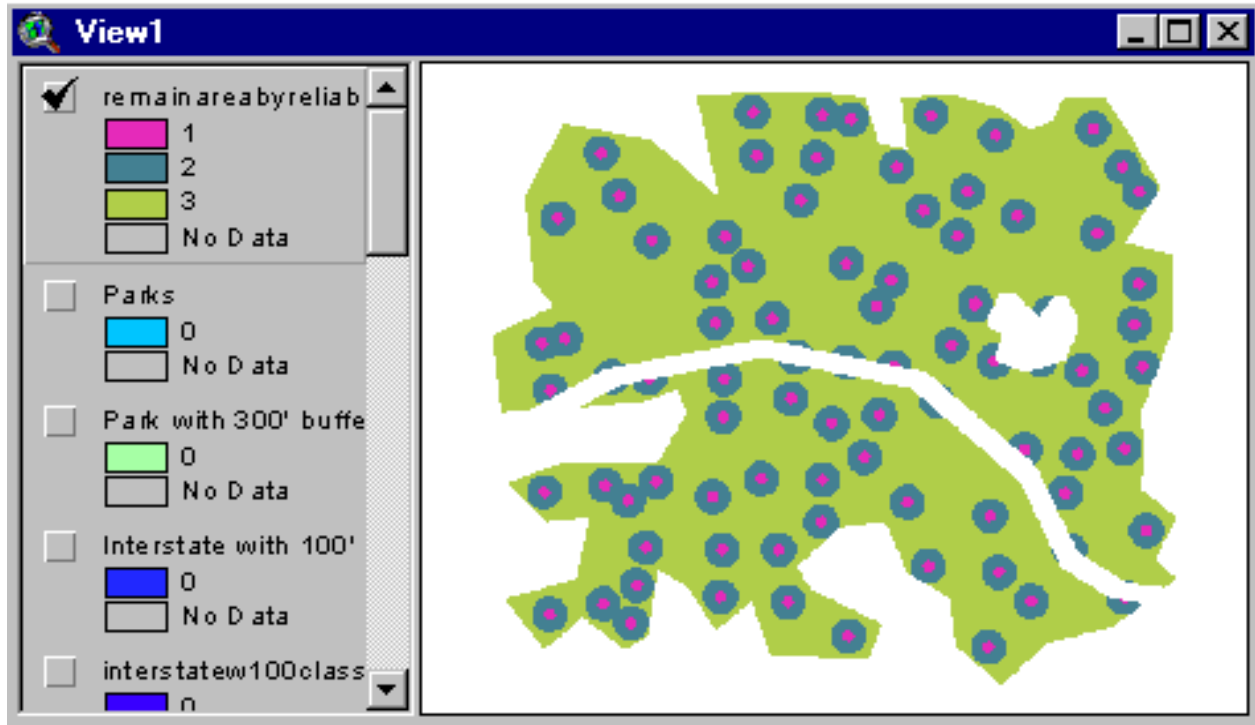 View1
remainareabyreliab
1
2
3
No Data
Parks
0
No Data
Park with 300' buffe
0
No Data
Interstate with 100'
0
No Data
interstatew100class
0